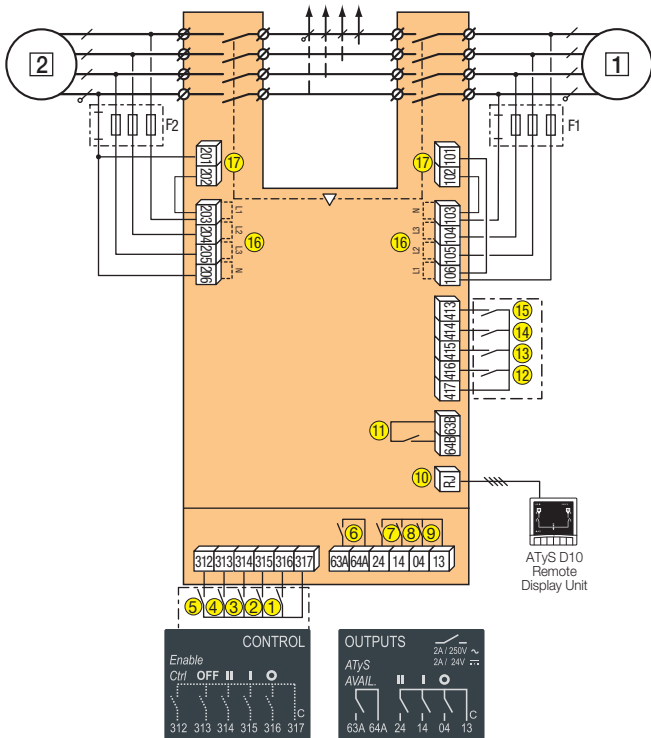 2
1
F2
F1
201
202
17
17
101
102
203
204
205
206
L1
L2
L3
N
16
16
N
L3
L2
L1
103
104
105
106
413
414
415
416
417
15
14
13
12
11
63B
64B
10
RJ
ATyS D10
Remote
Display Unit
6
7
8
9
312
313
314
315
316
317
63A
64A
24
14
04
13
5
4
3
2
1
CONTROL
Enable
Ctrl OFF II I O
C
312 313 314 315 316 317
OUTPUTS
2A / 250V ~
2A / 24V ⎓
ATyS
AVAIL. II I O
C
63A 64A 24 14 04 13